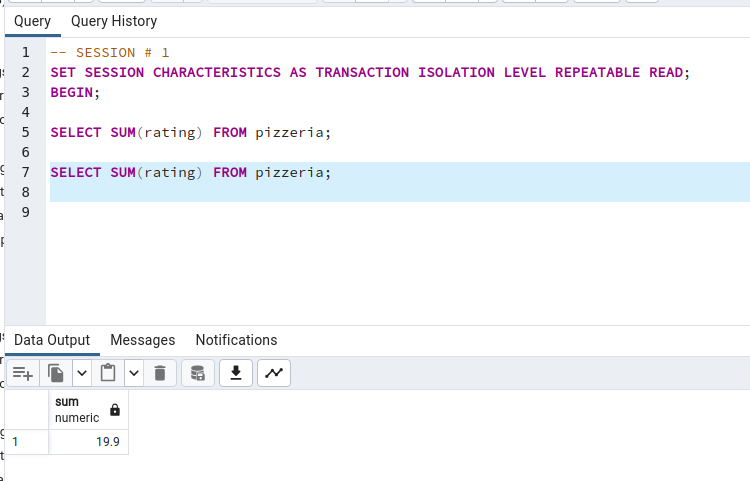 Query Query History
1 -- SESSION # 1
2 SET SESSION CHARACTERISTICS AS TRANSACTION ISOLATION LEVEL REPEATABLE READ;
3 BEGIN;
4
5 SELECT SUM(rating) FROM pizzeria;
6
7 SELECT SUM(rating) FROM pizzeria;
8
9
Data Output Messages Notifications
sum
numeric
1 19.9